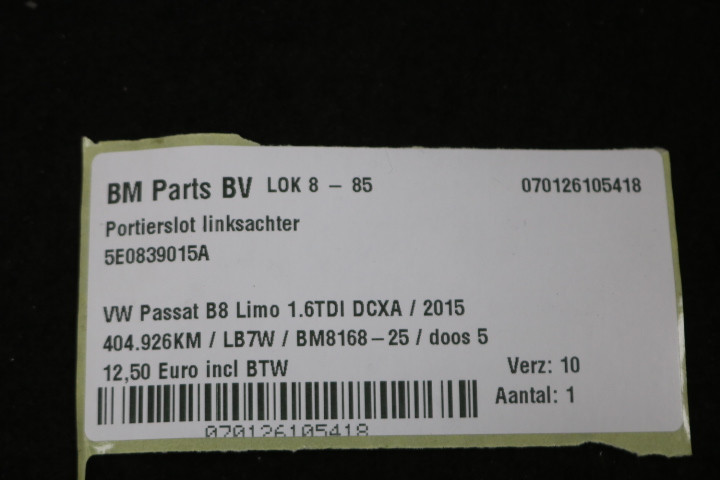 BM Parts BV LOK 8 - 85 070126105418
Portierslot linksachter
5E0839015A
VW Passat B8 Limo 1.6TDI DCXA / 2015
404.926KM / LB7W / BM8168-25 / doos 5
12,50 Euro incl BTW Verz: 10
Aantal: 1
070126105418